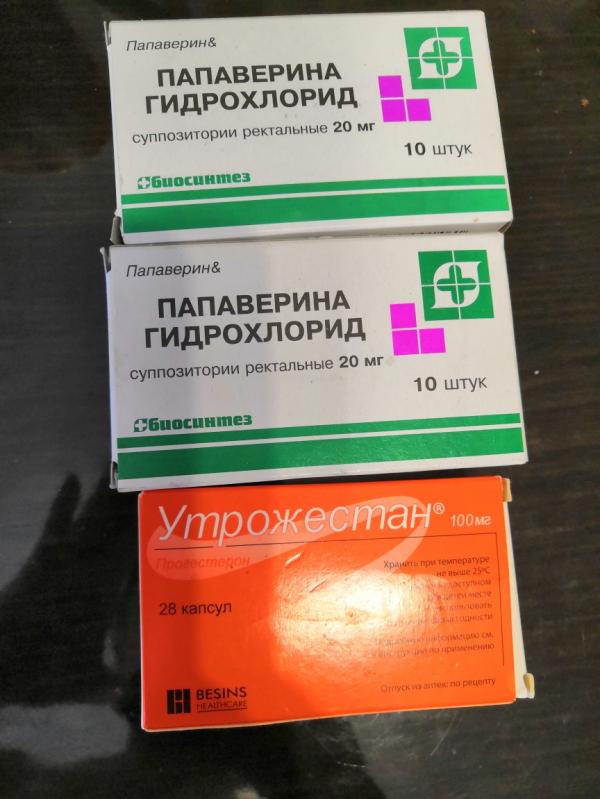 Папаверин&
ПАПАВЕРИНА
ГИДРОХЛОРИД
суппозитории ректальные 20 мг
10 штук
биосинтез
Папаверин&
ПАПАВЕРИНА
ГИДРОХЛОРИД
суппозитории ректальные 20 мг
10 штук
биосинтез
Утрожестан® 100мг
Прогестерон
28 капсул
Хранить при температуре
не выше 25°C
месте
Отпуск из аптек по рецепту
BESINS
HEALTHCARE